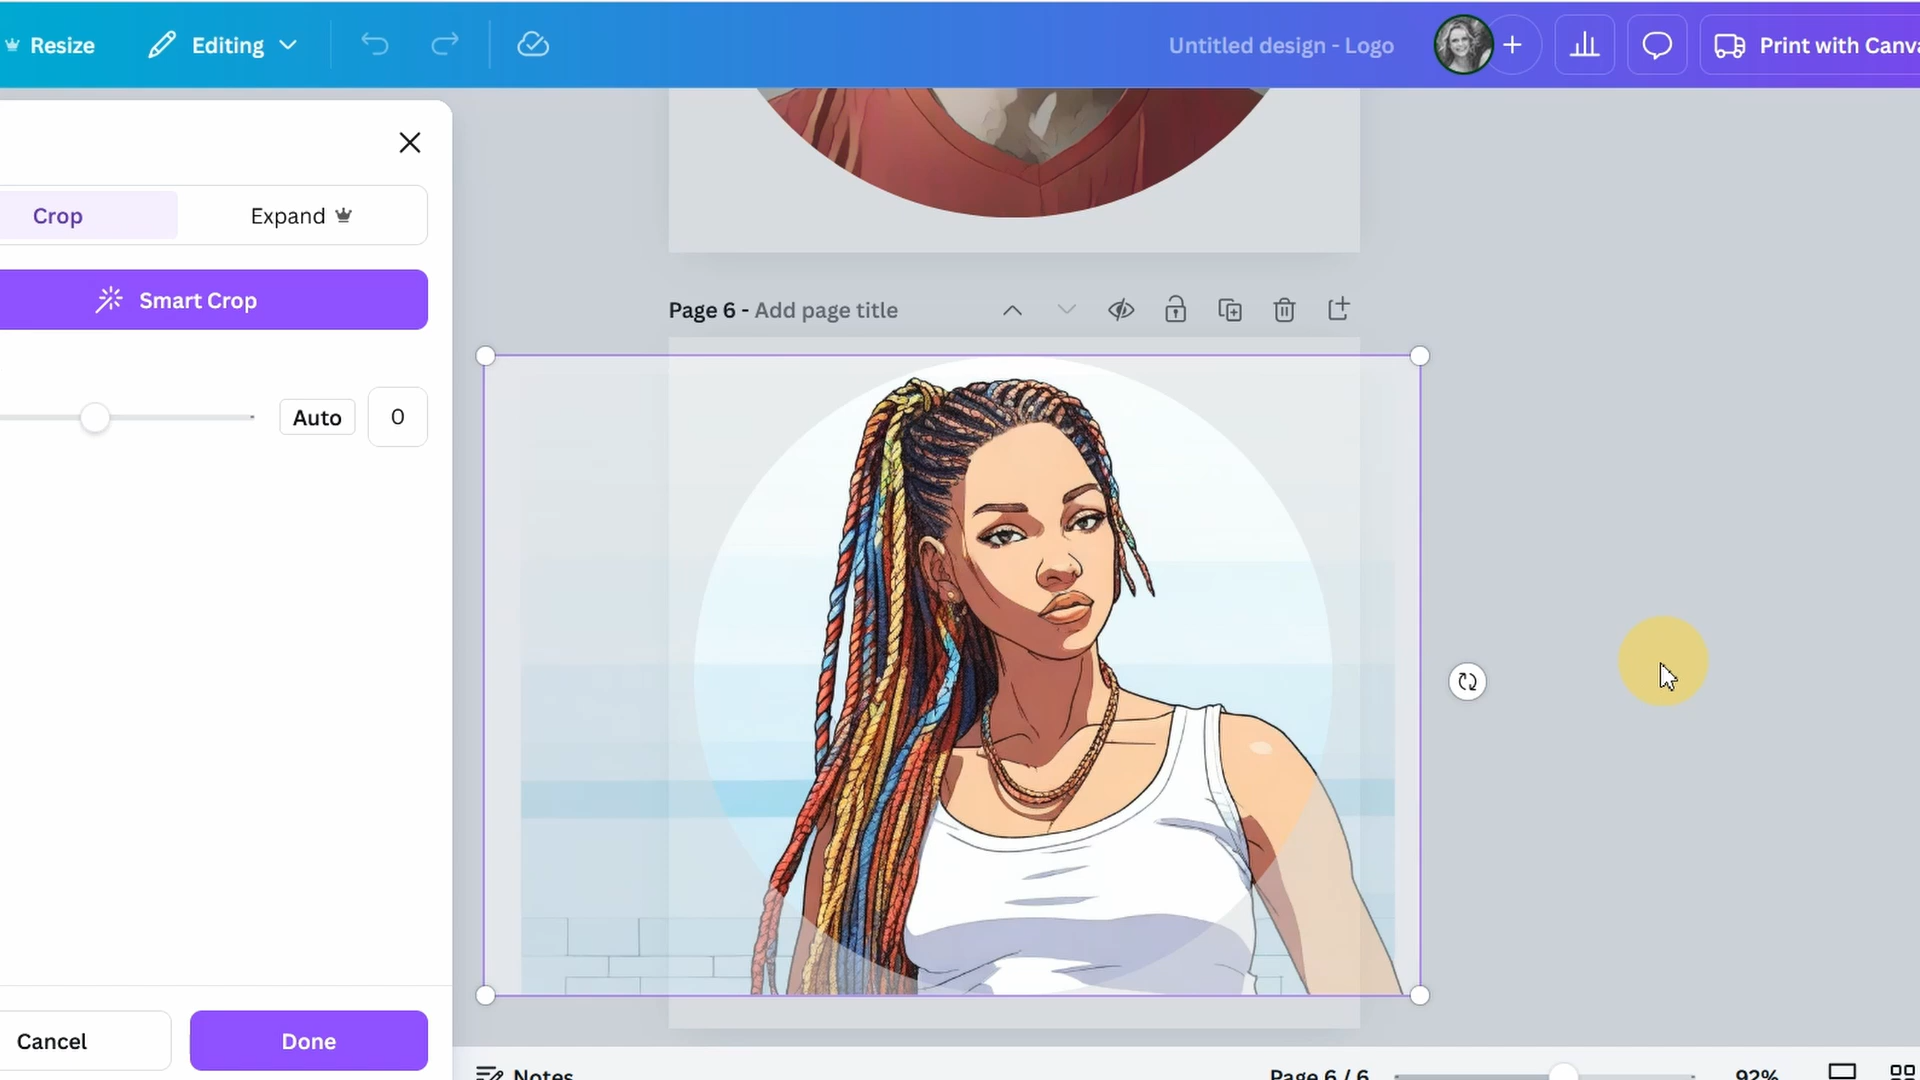 Resize
Editing
Untitled design - Logo
Print with Canva
Crop
Expand
Smart Crop
Auto
0
Page 6 - Add page title
Cancel
Done
Notes
Page 6 / 6
92%